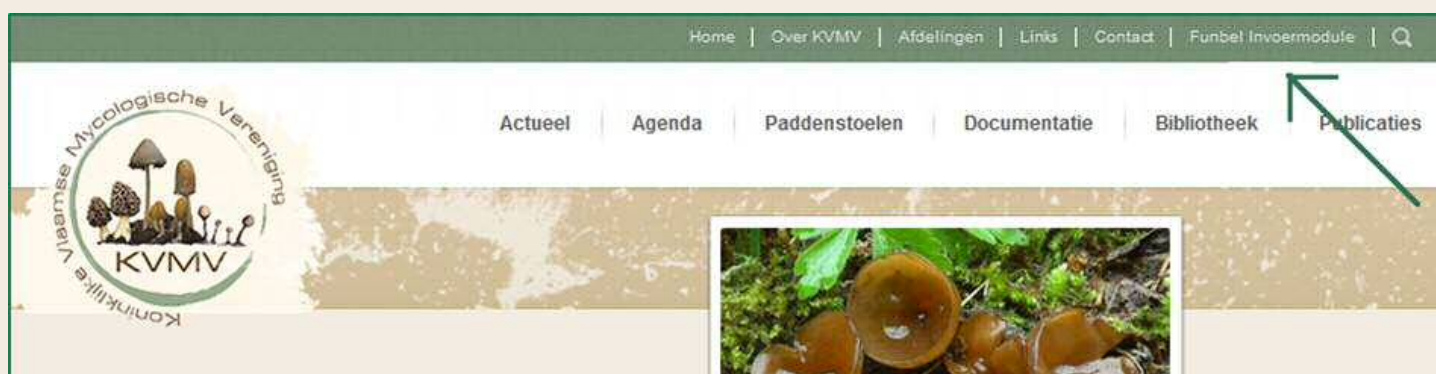 Home | Over KVMV | Afdelingen | Links | Contact | Funbel Invoermodule |
Koninklijke Vlaamse Mycologische Vereniging
KVMV
Actueel | Agenda | Paddenstoelen | Documentatie | Bibliotheek | Publicaties